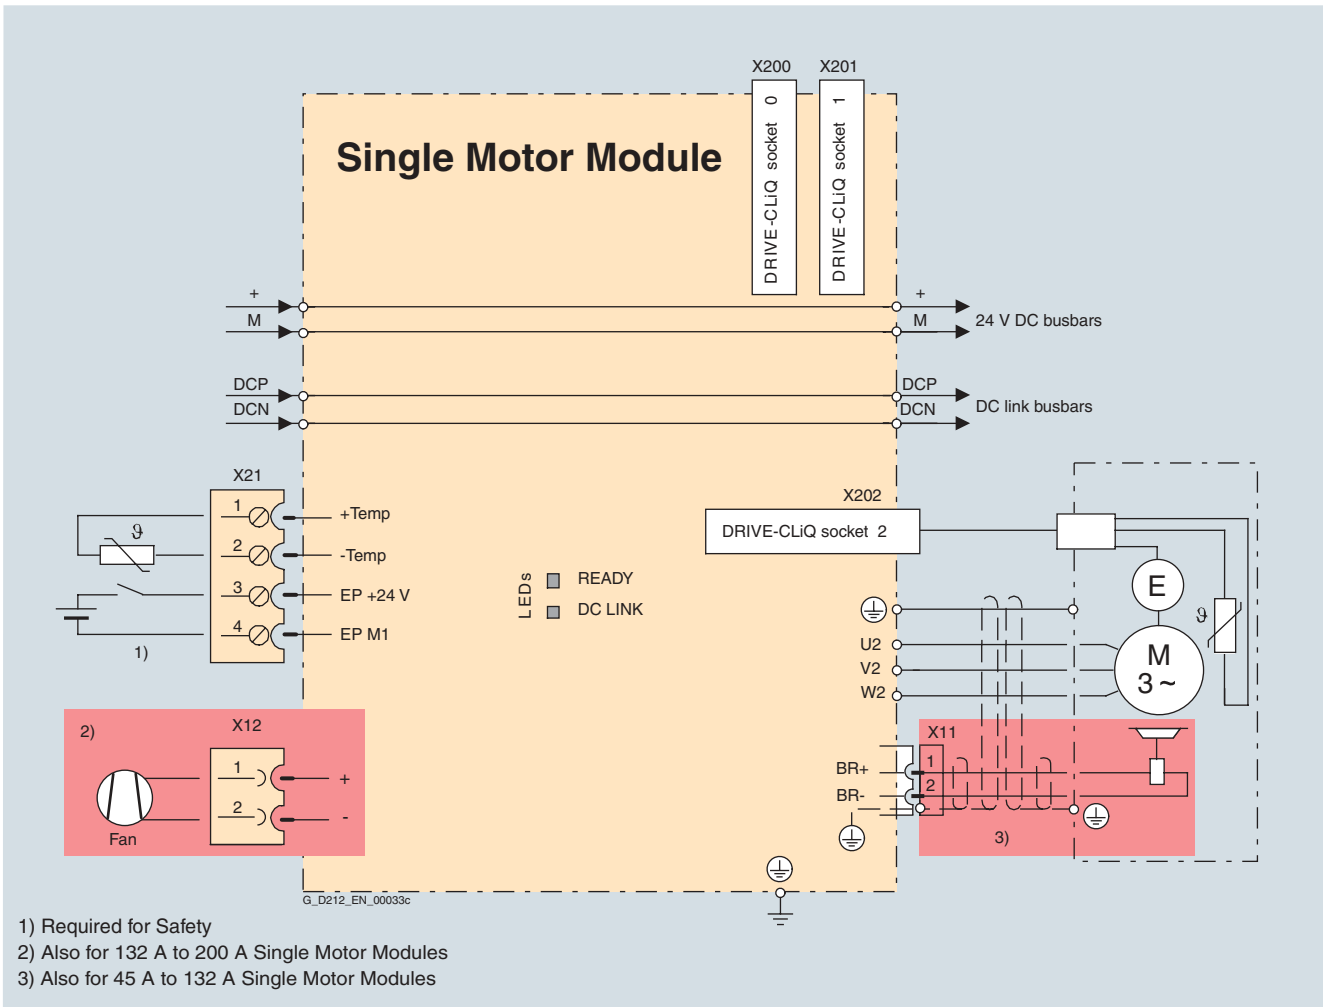 X200 X201
DRIVE-CLiQ socket 0
DRIVE-CLiQ socket 1
Single Motor Module
+ +
M M
24 V DC busbars
DCP DCP
DCN DCN
DC link busbars
X21
1 +Temp
2 -Temp
3 EP +24 V
4 EP M1
ϑ
1)
X202
DRIVE-CLiQ socket 2
LEDs
READY
DC LINK
E
ϑ
U2
V2
W2
M
3 ~
2)
X12
1 +
2 -
Fan
X11
BR+ 1
BR- 2
3)
G_D212_EN_00033c
1) Required for Safety
2) Also for 132 A to 200 A Single Motor Modules
3) Also for 45 A to 132 A Single Motor Modules